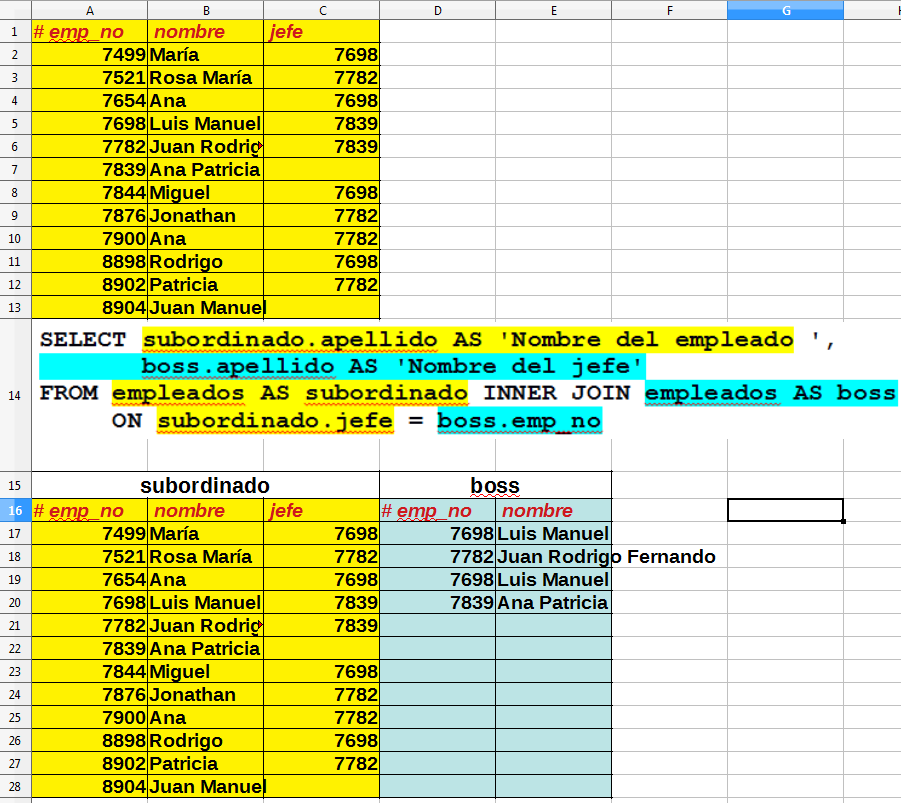 A B C D E F G H
1 # emp_no nombre jefe
2 7499 María 7698
3 7521 Rosa María 7782
4 7654 Ana 7698
5 7698 Luis Manuel 7839
6 7782 Juan Rodrig 7839
7 7839 Ana Patricia
8 7844 Miguel 7698
9 7876 Jonathan 7782
10 7900 Ana 7782
11 8898 Rodrigo 7698
12 8902 Patricia 7782
13 8904 Juan Manuel
SELECT subordinado.apellido AS 'Nombre del empleado ',
boss.apellido AS 'Nombre del jefe'
14 FROM empleados AS subordinado INNER JOIN empleados AS boss
ON subordinado.jefe = boss.emp_no
15 subordinado boss
16 # emp_no nombre jefe # emp_no nombre
17 7499 María 7698 7698 Luis Manuel
18 7521 Rosa María 7782 7782 Juan Rodrigo Fernando
19 7654 Ana 7698 7698 Luis Manuel
20 7698 Luis Manuel 7839 7839 Ana Patricia
21 7782 Juan Rodrig 7839
22 7839 Ana Patricia
23 7844 Miguel 7698
24 7876 Jonathan 7782
25 7900 Ana 7782
26 8898 Rodrigo 7698
27 8902 Patricia 7782
28 8904 Juan Manuel